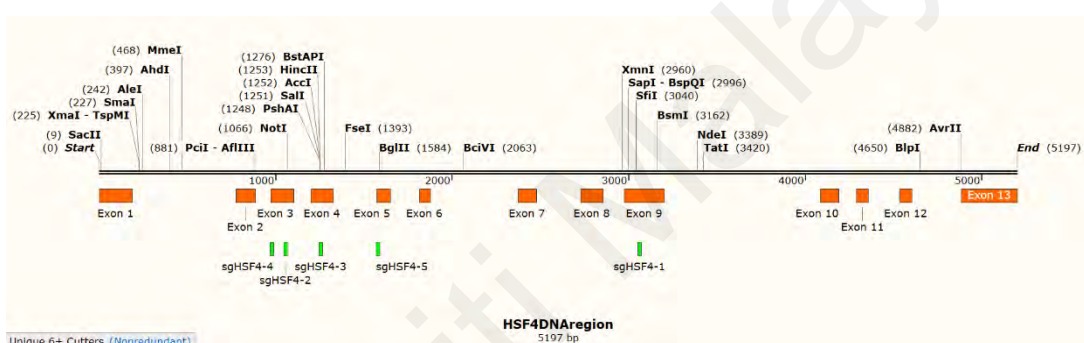 (468) MmeI
(397) AhdI
(242) AleI
(227) SmaI
(225) XmaI - TspMI
(9) SacII
(0) Start
(881) PciI - AflIII
(1276) BstAPI
(1253) HincII
(1252) AccI
(1251) SalI
(1248) PshAI
(1066) NotI
FseI (1393)
BglII (1584)
BciVI (2063)
XmnI (2960)
SapI - BspQI (2996)
SfiI (3040)
BsmI (3162)
NdeI (3389)
TatI (3420)
(4882) AvrII
(4650) BlpI
End (5197)
1000 2000 3000 4000 5000
Exon 1
Exon 2
Exon 3
Exon 4
Exon 5
Exon 6
Exon 7
Exon 8
Exon 9
Exon 10
Exon 11
Exon 12
Exon 13
sgHSF4-4
sgHSF4-2
sgHSF4-3
sgHSF4-5
sgHSF4-1
HSF4DNAregion
5197 bp
Unique 6+ Cutters (Nonredundant)
iti Malay